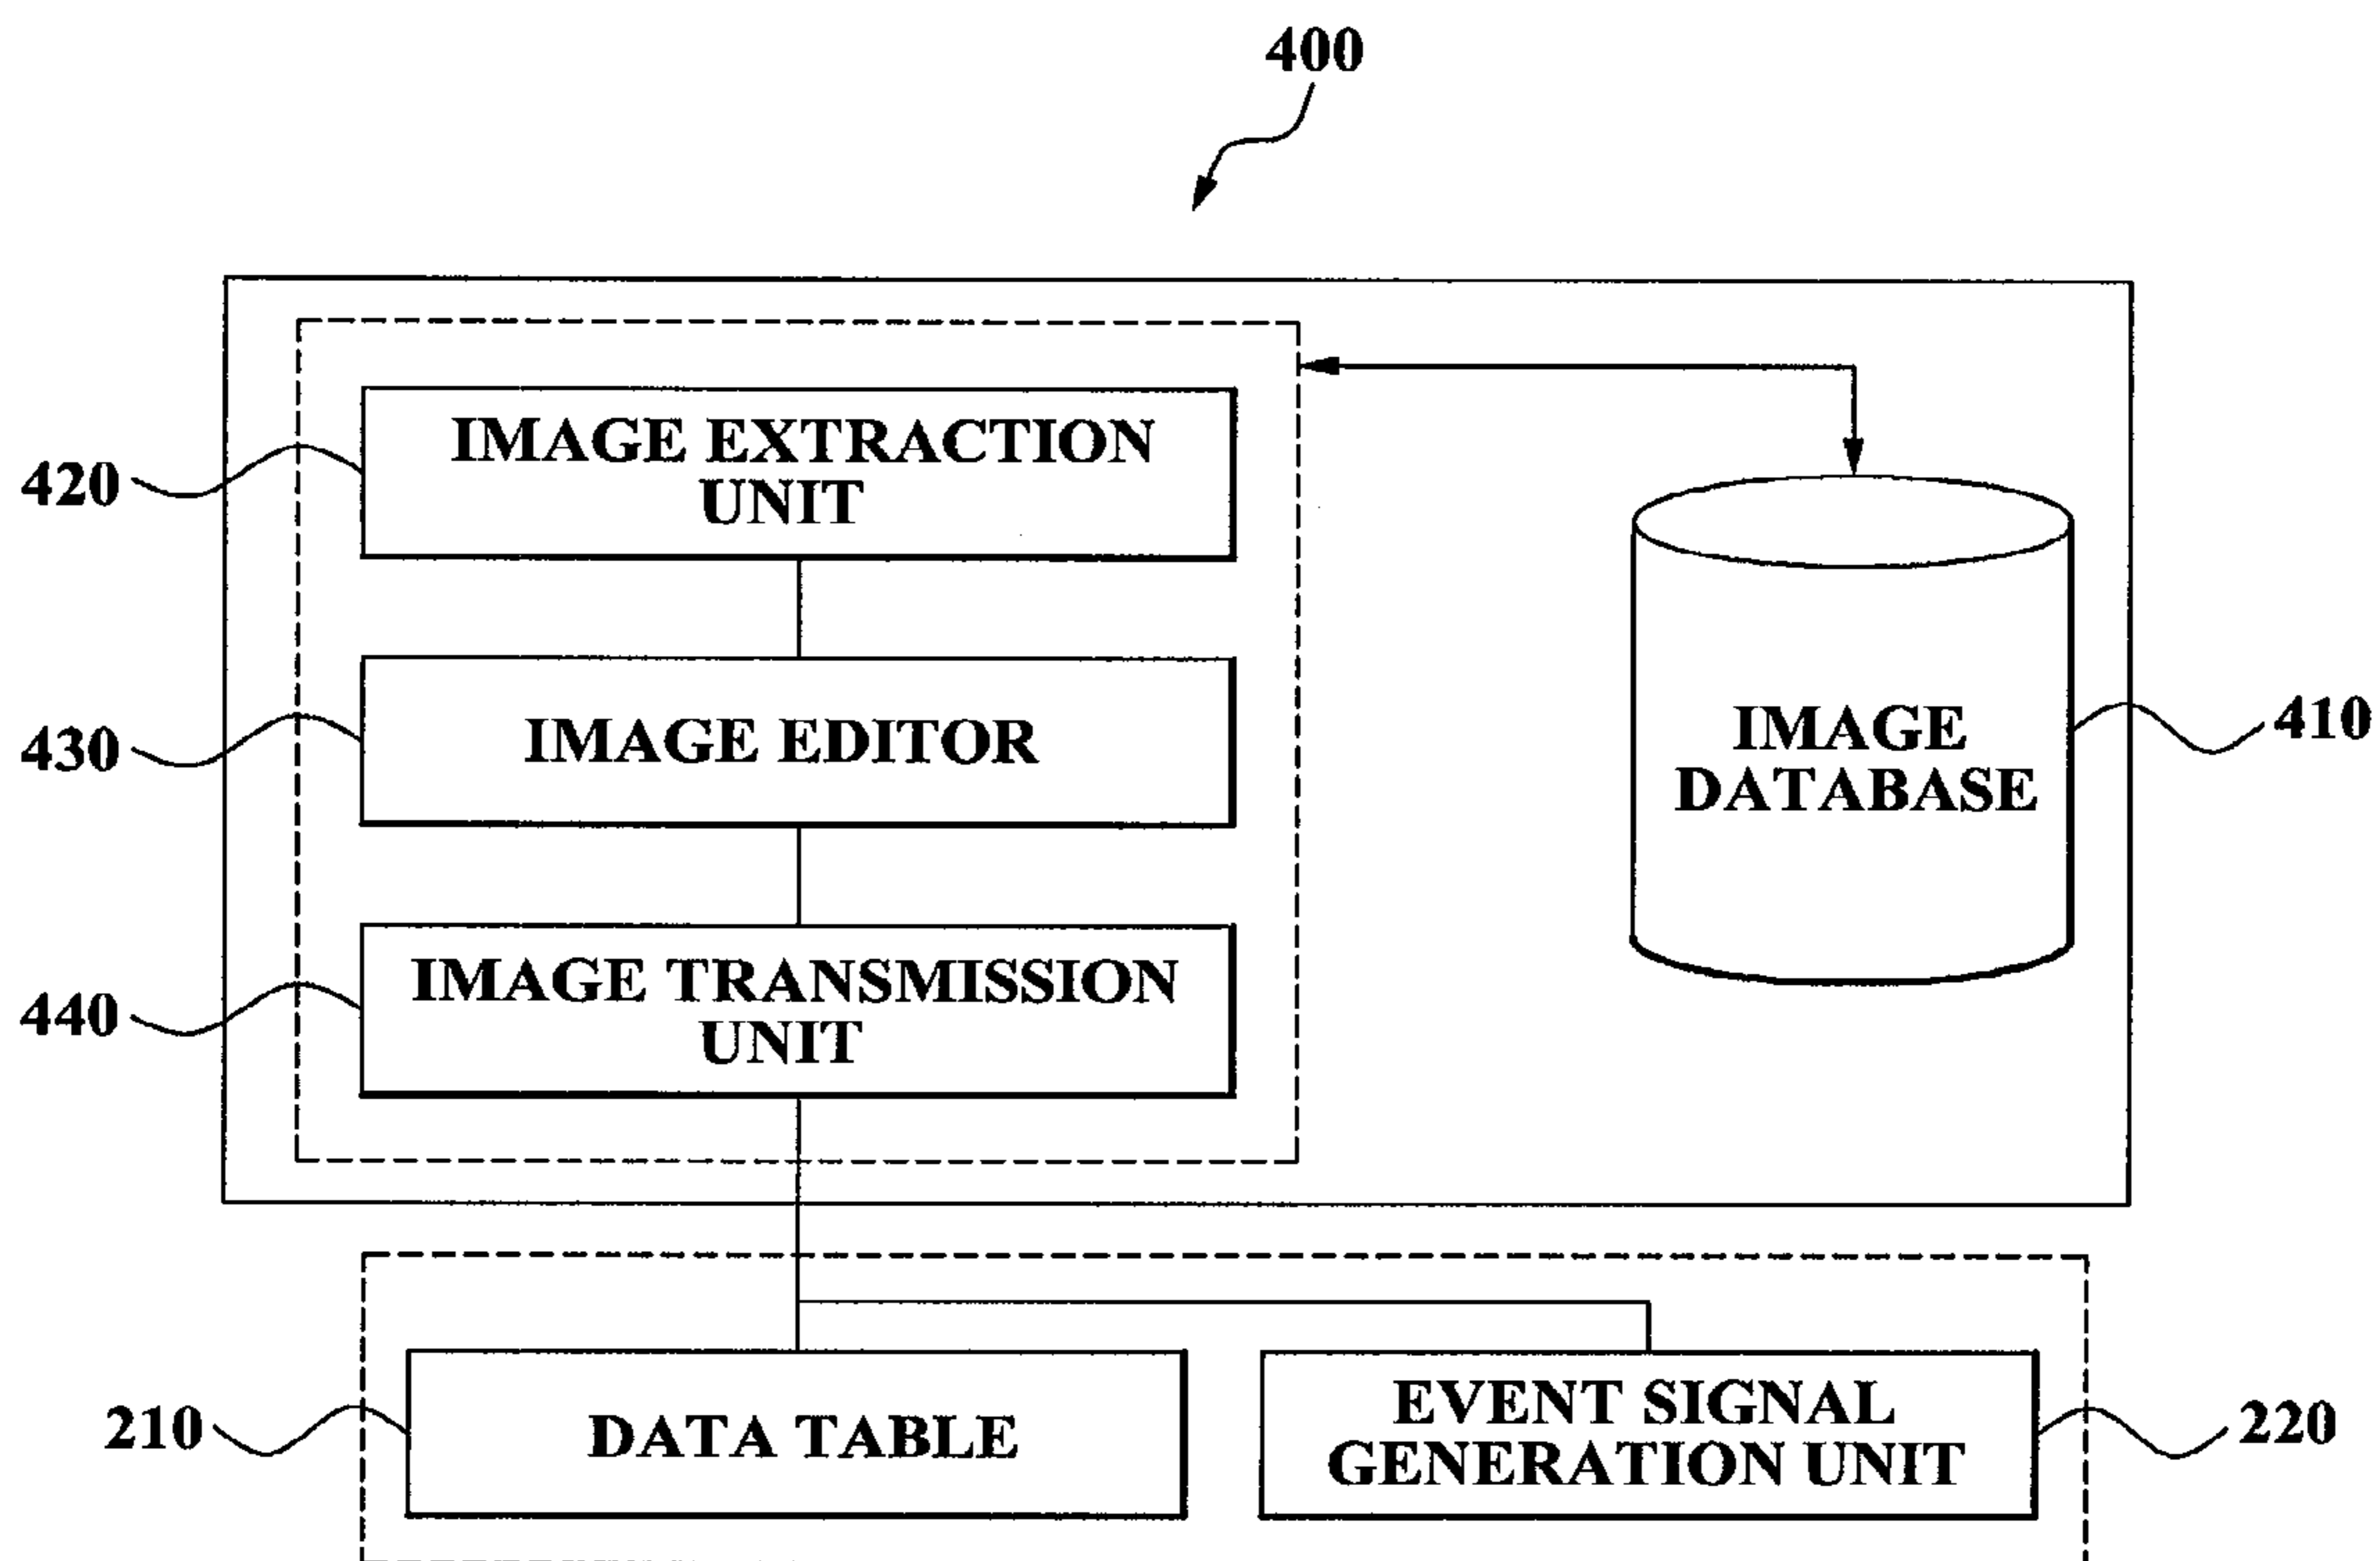 400
IMAGE EXTRACTION
UNIT
420
IMAGE EDITOR
430
IMAGE
DATABASE
410
IMAGE TRANSMISSION
UNIT
440
DATA TABLE
210
EVENT SIGNAL
GENERATION UNIT
220